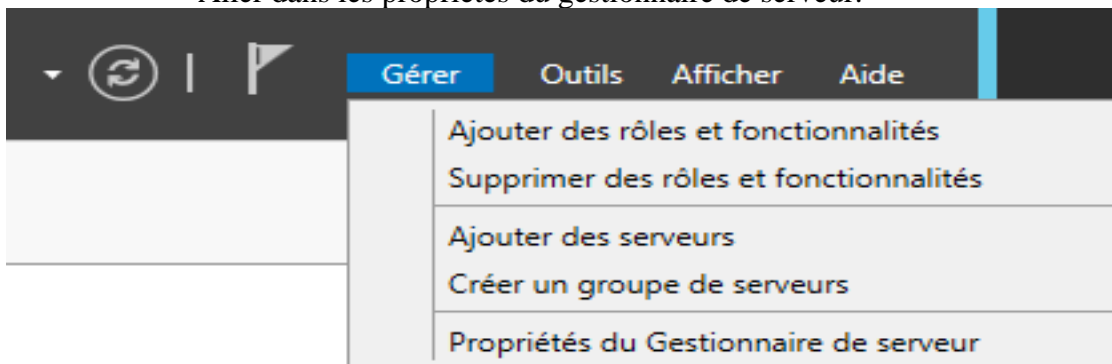 Aller dans les propriétés du gestionnaire de serveur.
Gérer Outils Afficher Aide
Ajouter des rôles et fonctionnalités
Supprimer des rôles et fonctionnalités
Ajouter des serveurs
Créer un groupe de serveurs
Propriétés du Gestionnaire de serveur